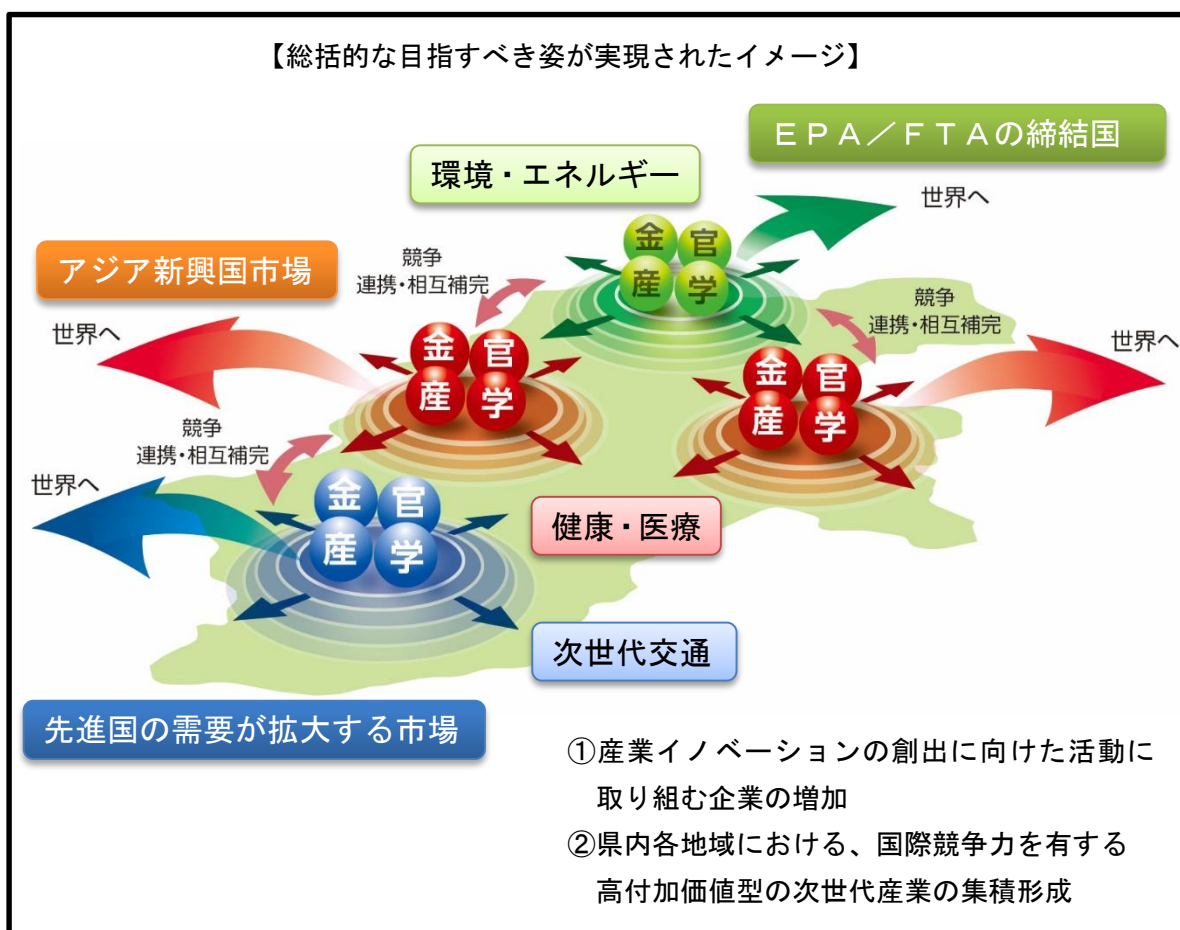 【総括的な目指すべき姿が実現されたイメージ】
ＥＰＡ／ＦＴＡの締結国
環境・エネルギー
世界へ
金 官
産 学
アジア新興国市場
競争
連携・相互補完
競争
連携・相互補完
世界へ
世界へ
金 官
産 学
金 官
産 学
競争
連携・相互補完
世界へ
金 官
産 学
健康・医療
次世代交通
先進国の需要が拡大する市場
①産業イノベーションの創出に向けた活動に
取り組む企業の増加
②県内各地域における、国際競争力を有する
高付加価値型の次世代産業の集積形成